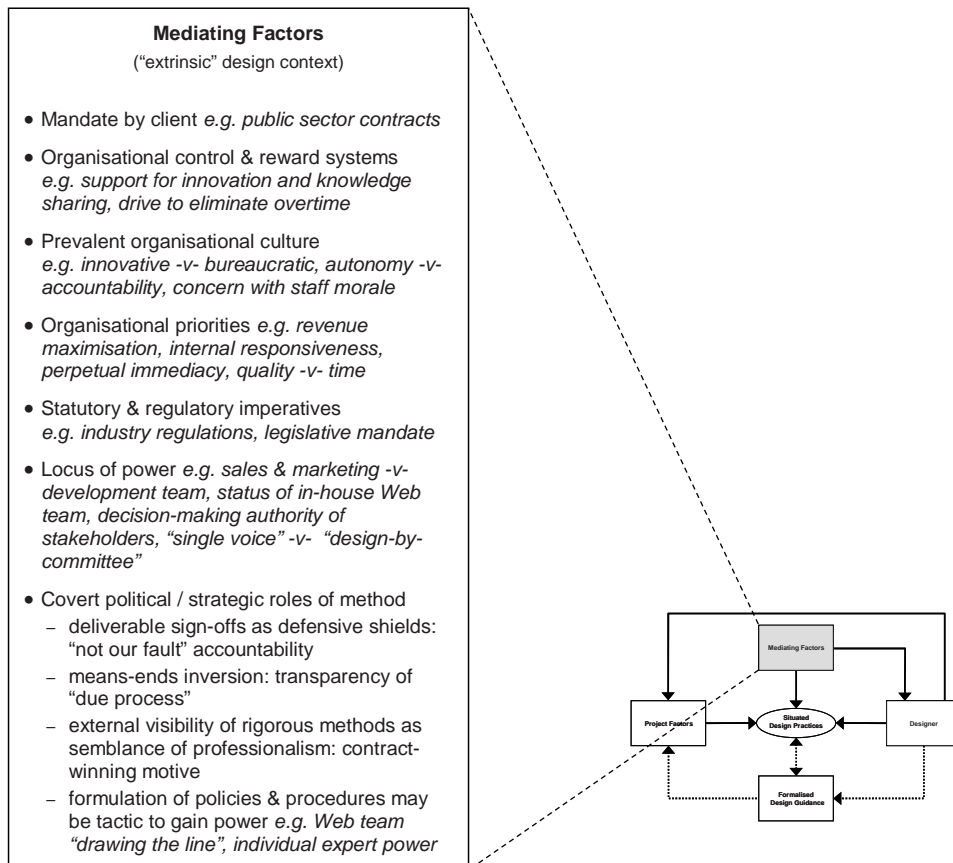 Mediating Factors
(“extrinsic” design context)
• Mandate by client e.g. public sector contracts
• Organisational control & reward systems
e.g. support for innovation and knowledge
sharing, drive to eliminate overtime
• Prevalent organisational culture
e.g. innovative -v- bureaucratic, autonomy -v-
accountability, concern with staff morale
• Organisational priorities e.g. revenue
maximisation, internal responsiveness,
perpetual immediacy, quality -v- time
• Statutory & regulatory imperatives
e.g. industry regulations, legislative mandate
• Locus of power e.g. sales & marketing -v-
development team, status of in-house Web
team, decision-making authority of
stakeholders, “single voice” -v- “design-by-
committee”
• Covert political / strategic roles of method
– deliverable sign-offs as defensive shields:
“not our fault” accountability
– means-ends inversion: transparency of
“due process”
– external visibility of rigorous methods as
semblance of professionalism: contract-
winning motive
– formulation of policies & procedures may
be tactic to gain power e.g. Web team
“drawing the line”, individual expert power
Mediating Factors
Project Factors
Situated
Design Practices
Designer
Formalised
Design Guidance